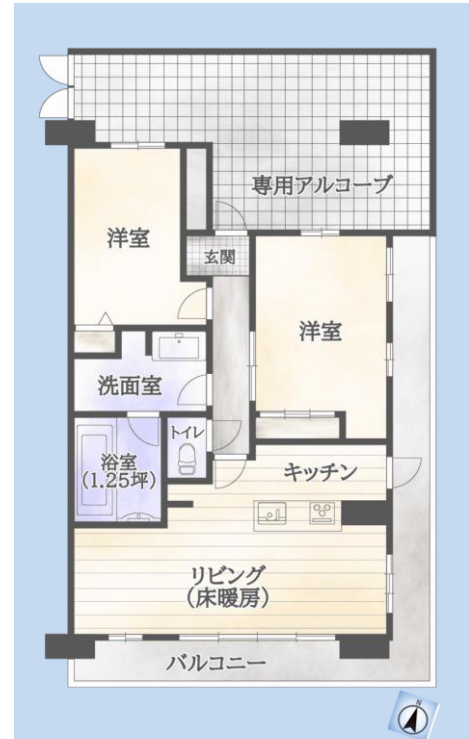 専用アルコーブ
洋室
玄関
洋室
洗面室
トイレ
浴室
(1.25坪)
キッチン
リビング
(床暖房)
バルコニー
N